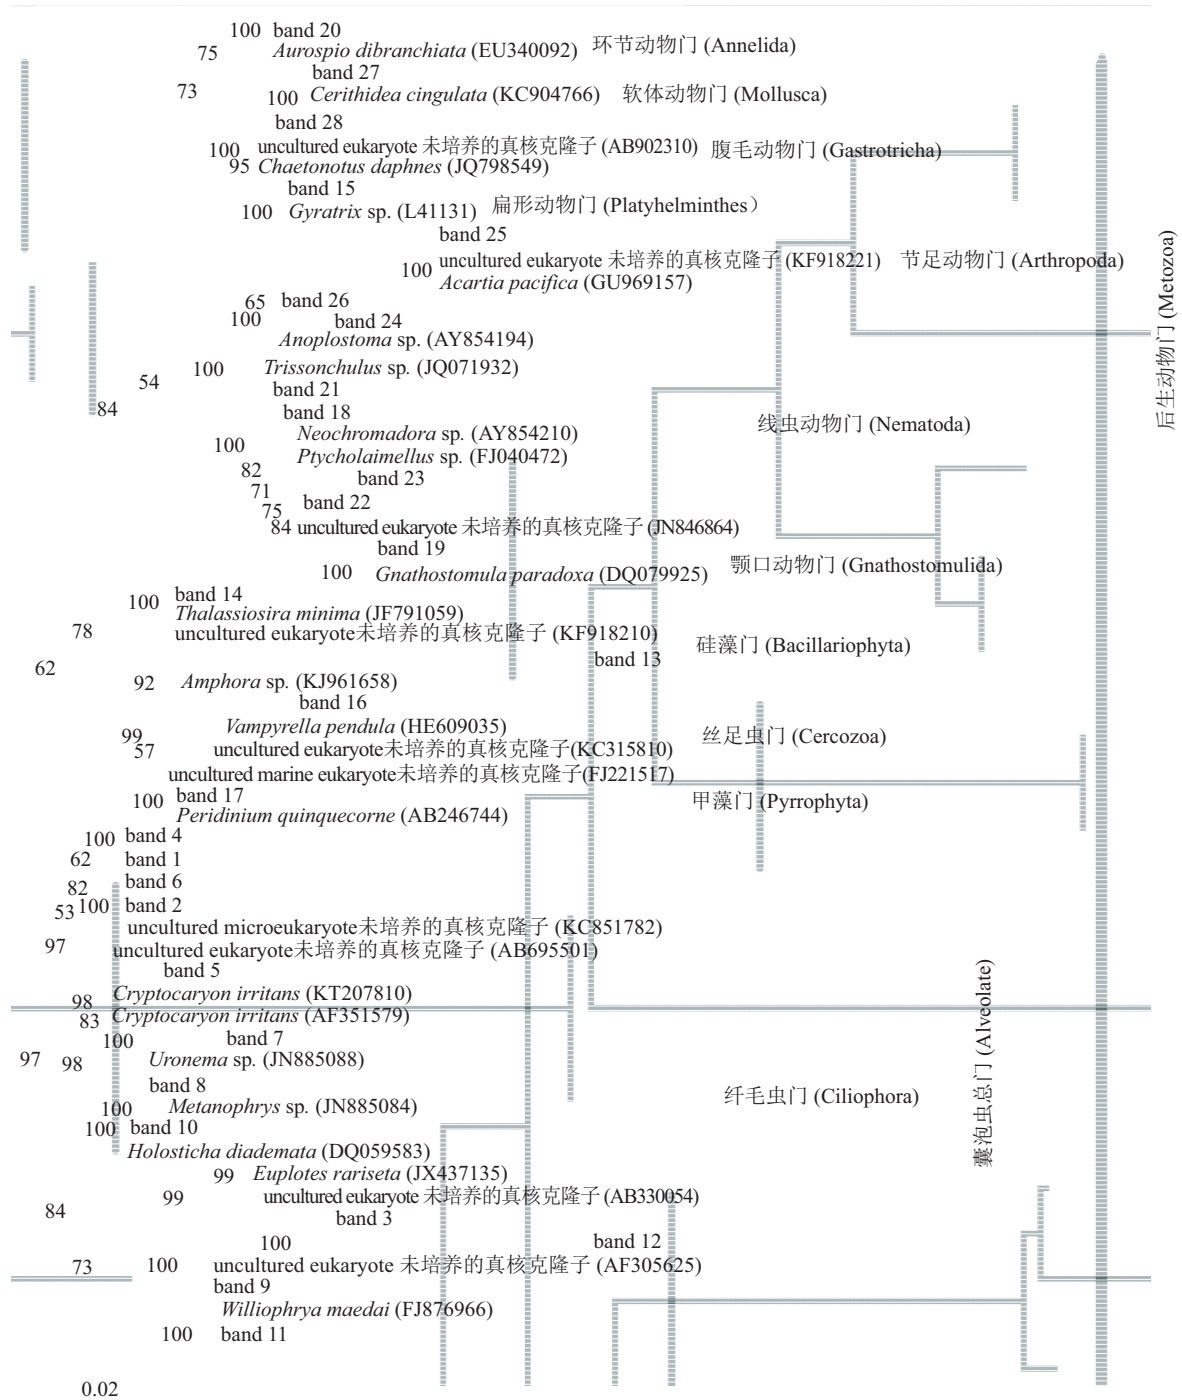 100 band 20
75 Aurospio dibranchiata (EU340092) 环节动物门 (Annelida)
band 27
73 100 Cerithidea cingulata (KC904766) 软体动物门 (Mollusca)
band 28
100 uncultured eukaryote 未培养的真核克隆子 (AB902310) 腹毛动物门 (Gastrotricha)
95 Chaetonotus daphnes (JQ798549)
band 15
100 Gyratrix sp. (L41131) 扁形动物门 (Platyhelminthes）
band 25
uncultured eukaryote 未培养的真核克隆子 (KF918221) 节足动物门 (Arthropoda)
100
Acartia pacifica (GU969157)
65 band 26
100 band 24
Anoplostoma sp. (AY854194)
100 Trissonchulus sp. (JQ071932)
54 band 21
84 band 18
线虫动物门 (Nematoda)
Neochromadora sp. (AY854210)
100
Ptycholaimellus sp. (FJ040472)
82 band 23
71
75 band 22
84 uncultured eukaryote 未培养的真核克隆子 (JN846864)
band 19
100 Gnathostomula paradoxa (DQ079925) 颚口动物门 (Gnathostomulida)
band 14
100
Thalassiosira minima (JF791059)
78 uncultured eukaryote未培养的真核克隆子 (KF918210)
硅藻门 (Bacillariophyta)
band 13
62
92 Amphora sp. (KJ961658)
band 16
Vampyrella pendula (HE609035)
99 丝足虫门 (Cercozoa)
57 uncultured eukaryote未培养的真核克隆子(KC315810)
uncultured marine eukaryote未培养的真核克隆子(FJ221517)
band 17
100 甲藻门 (Pyrrophyta)
Peridinium quinquecorne (AB246744)
100 band 4
62 band 1
82 band 6
53 100 band 2
uncultured microeukaryote未培养的真核克隆子 (KC851782)
97 uncultured eukaryote未培养的真核克隆子 (AB695501)
band 5
98 Cryptocaryon irritans (KT207810)
83 Cryptocaryon irritans (AF351579)
100 band 7
97 98 Uronema sp. (JN885088)
band 8
纤毛虫门 (Ciliophora)
100 Metanophrys sp. (JN885084)
100 band 10
Holosticha diademata (DQ059583)
99 Euplotes rariseta (JX437135)
99 uncultured eukaryote 未培养的真核克隆子 (AB330054)
84 band 3
100 band 12
73 100 uncultured eukaryote 未培养的真核克隆子 (AF305625)
band 9
Williophrya maedai (FJ876966)
100 band 11
0.02
后生动物门 (Metozoa)
囊泡虫总门 (Alveolate)